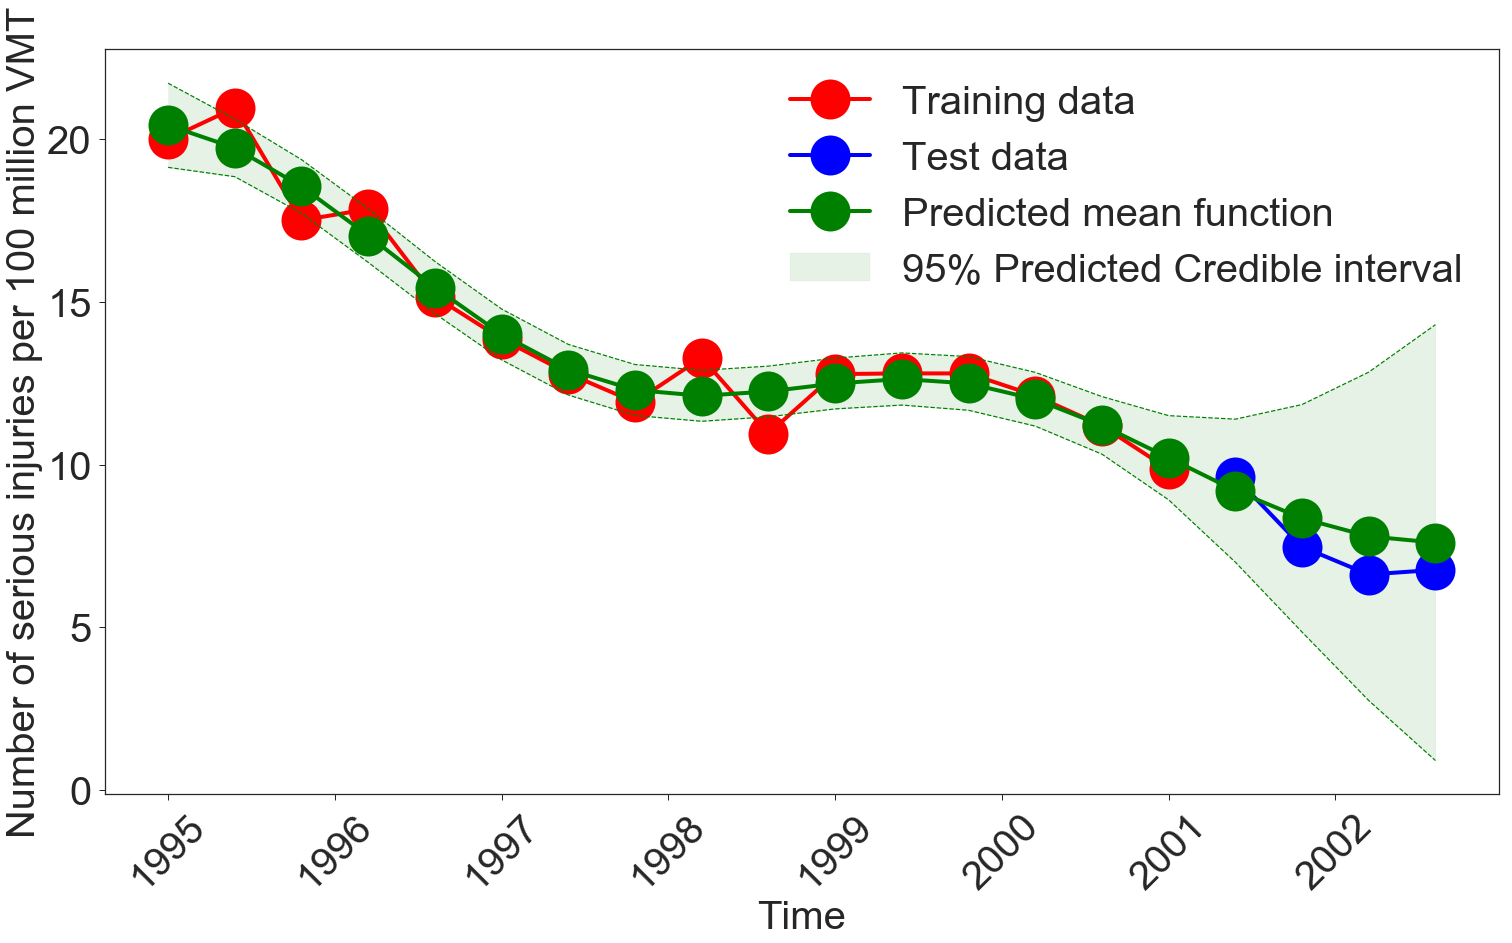 Number of serious injuries per 100 million VMT
20
15
10
5
0
Training data
Test data
Predicted mean function
95% Predicted Credible interval
1995
1996
1997
1998
1999
2000
2001
2002
Time